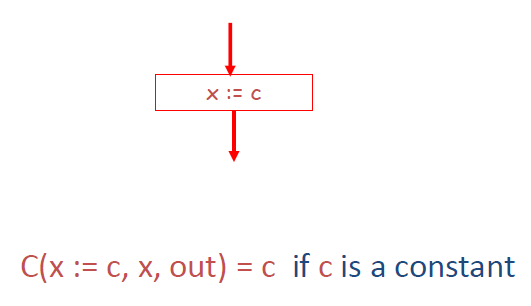 x := c
C(x := c, x, out) = c if c is a constant